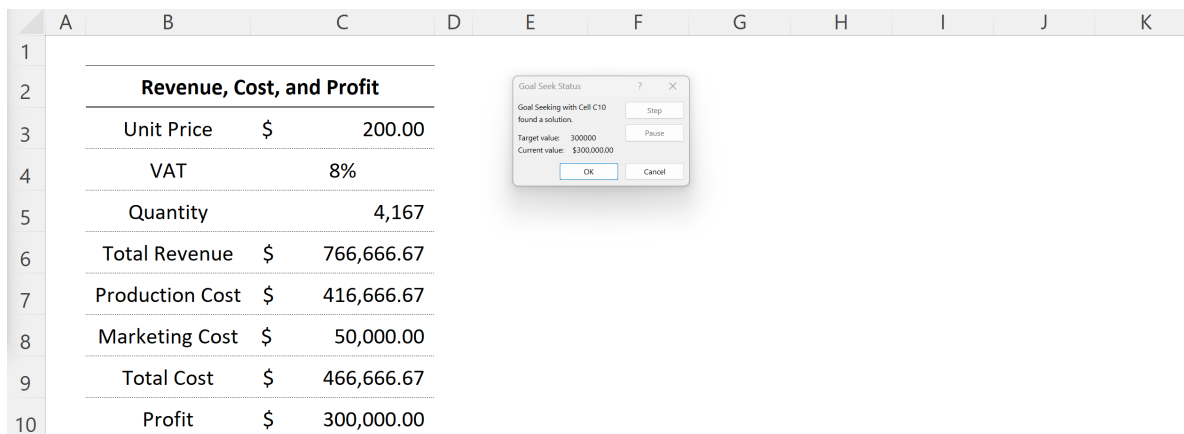 A B C D E F G H I J K
1
2 Revenue, Cost, and Profit
3 Unit Price $ 200.00
4 VAT 8%
5 Quantity 4,167
6 Total Revenue $ 766,666.67
7 Production Cost $ 416,666.67
8 Marketing Cost $ 50,000.00
9 Total Cost $ 466,666.67
10 Profit $ 300,000.00
Goal Seek Status ? ×
Goal Seeking with Cell C10 Step
found a solution.
Pause
Target value: 300000
Current value: $300,000.00
OK Cancel